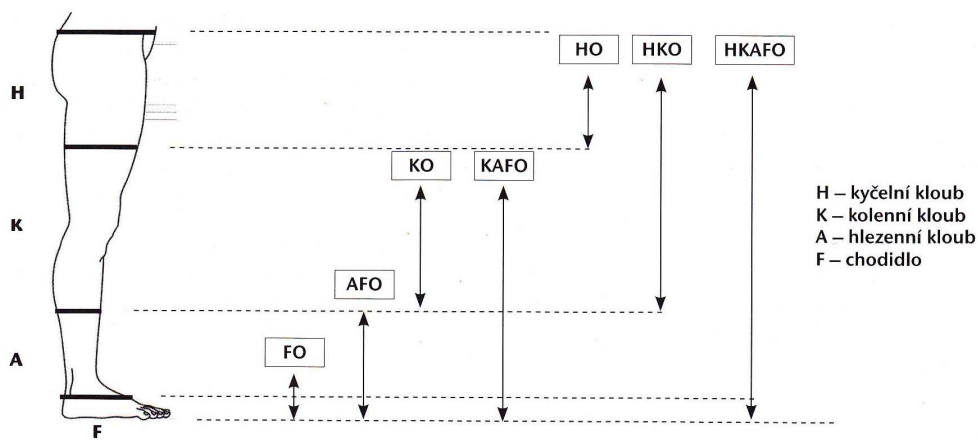 HO HKO HKAFO
H
KO KAFO
H – kyčelní kloub
K – kolenní kloub
A – hlezenní kloub
F – chodidlo
K
AFO
FO
A
F